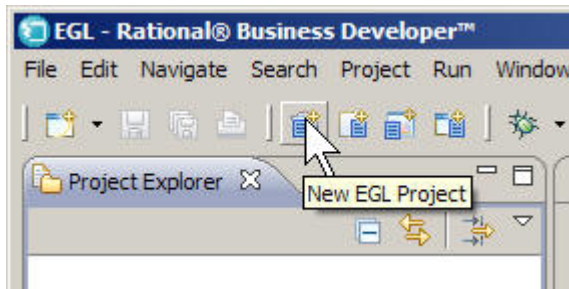 EGL - Rational® Business Developer™
File Edit Navigate Search Project Run Window
Project Explorer
New EGL Project